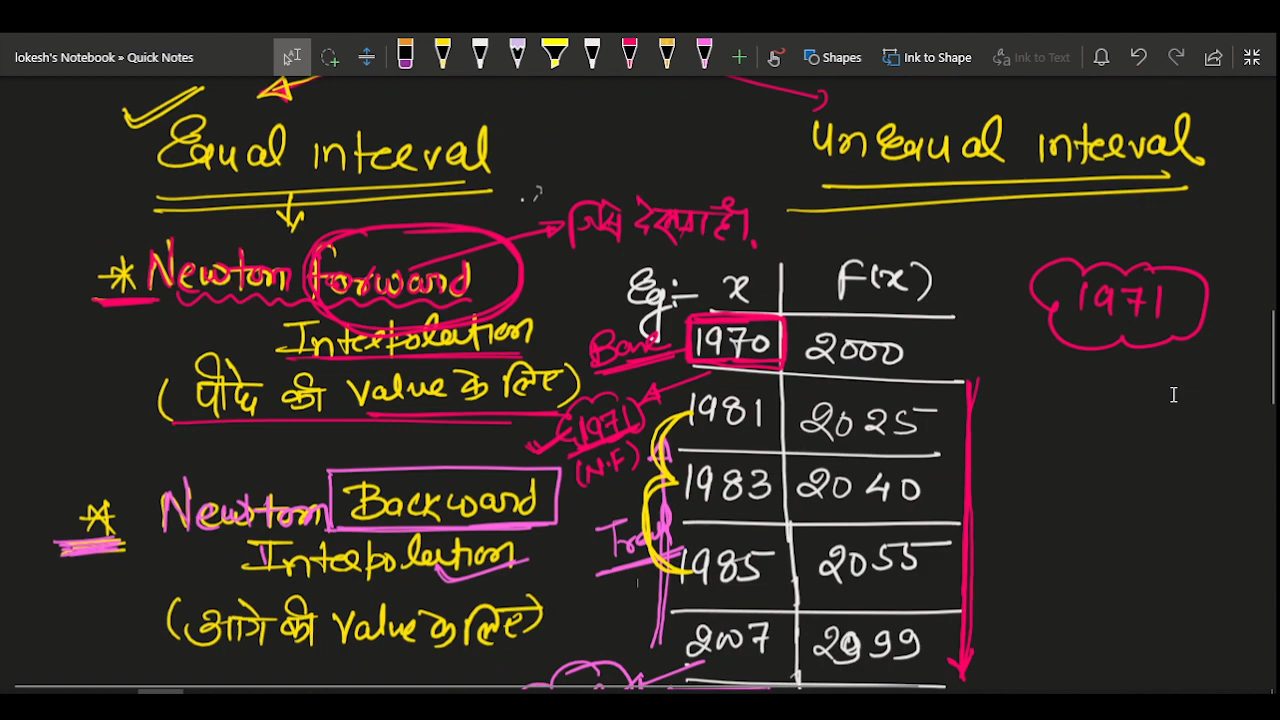 lokesh's Notebook » Quick Notes
Shapes
Ink to Shape
Ink to Text
Equal interval
unEqual interval
जिसे देखना है।
* Newton forward
Interpolation
(पीछे की value के लिए)
Eg:- x f(x)
1971
Base 1970 2000
1981 2025
1971
(N.F)
1983 2040
* Newton Backward
Interpolation
(आगे की value के लिए)
1985 2055
2007 2999